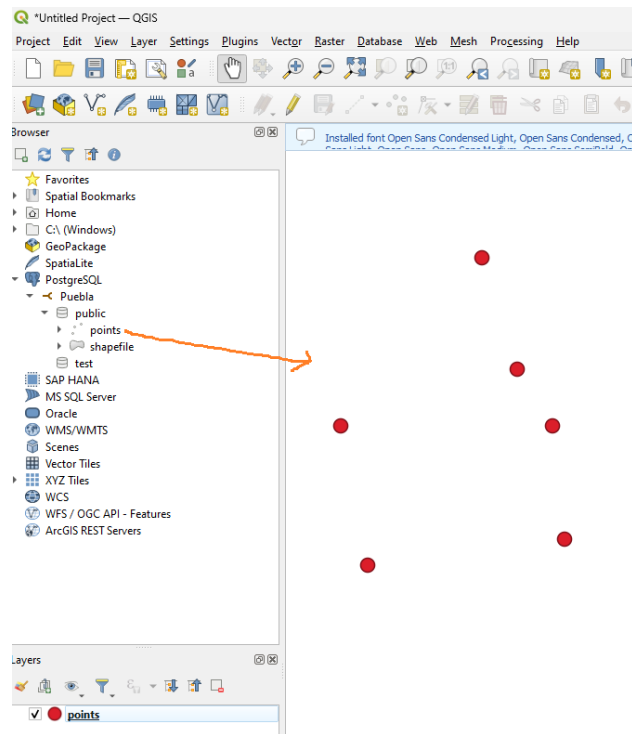 *Untitled Project — QGIS
Project Edit View Layer Settings Plugins Vector Raster Database Web Mesh Processing Help
Browser
Installed font Open Sans Condensed Light, Open Sans Condensed, O
Favorites
Spatial Bookmarks
Home
C:\ (Windows)
GeoPackage
SpatiaLite
PostgreSQL
Puebla
public
points
shapefile
test
SAP HANA
MS SQL Server
Oracle
WMS/WMTS
Scenes
Vector Tiles
XYZ Tiles
WCS
WFS / OGC API - Features
ArcGIS REST Servers
Layers
points